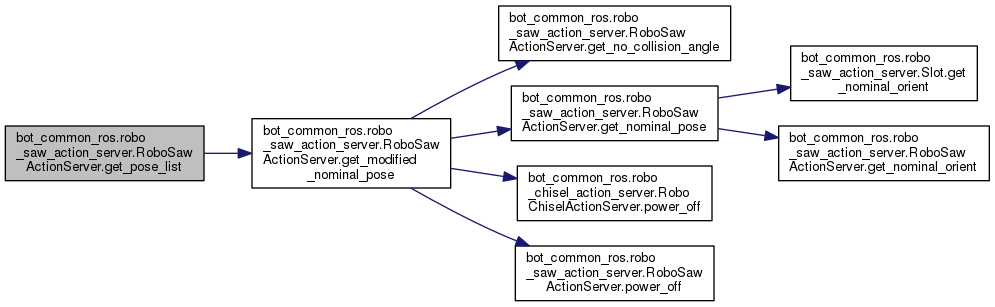 bot_common_ros.robo
_saw_action_server.RoboSaw
ActionServer.get_pose_list
bot_common_ros.robo
_saw_action_server.RoboSaw
ActionServer.get_modified
_nominal_pose
bot_common_ros.robo
_saw_action_server.RoboSaw
ActionServer.get_no_collision_angle
bot_common_ros.robo
_saw_action_server.RoboSaw
ActionServer.get_nominal_pose
bot_common_ros.robo
_chisel_action_server.Robo
ChiselActionServer.power_off
bot_common_ros.robo
_saw_action_server.RoboSaw
ActionServer.power_off
bot_common_ros.robo
_saw_action_server.Slot.get
_nominal_orient
bot_common_ros.robo
_saw_action_server.RoboSaw
ActionServer.get_nominal_orient